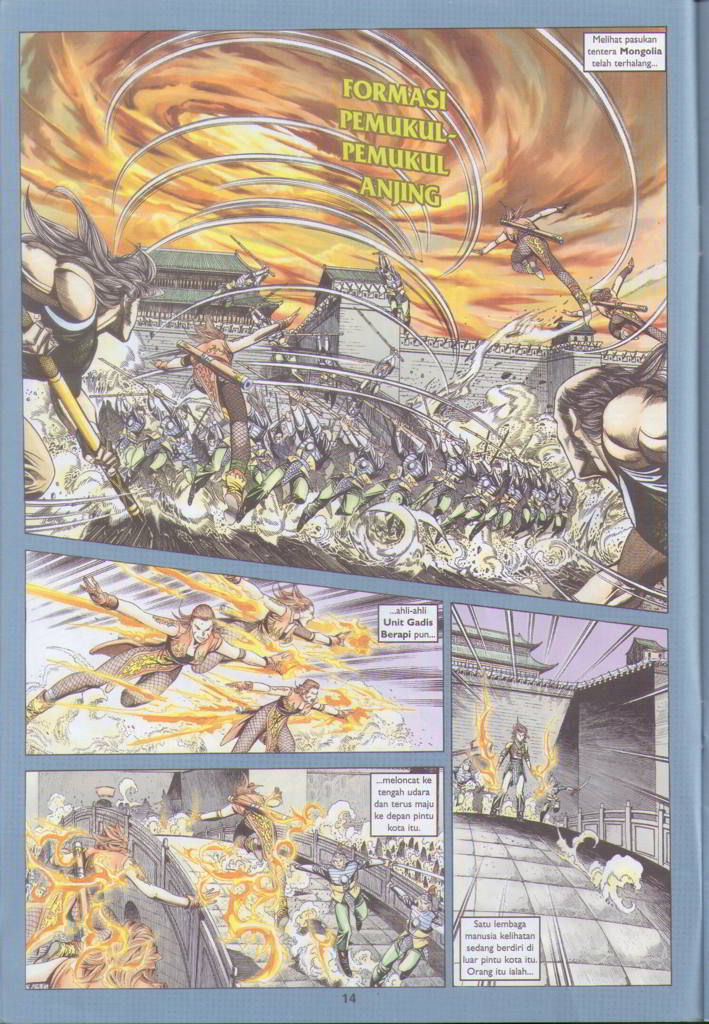 Melihat pasukan
tentera Mongolia
telah terhalang...
FORMASI
PEMUKUL-
PEMUKUL
ANJING
...ahli-ahli
Unit Gadis
Berapi pun...
...meloncat ke
tengah udara
dan terus maju
ke depan pintu
kota itu.
Satu lembaga
manusia kelihatan
sedang berdiri di
luar pintu kota itu.
Orang itu ialah...
14